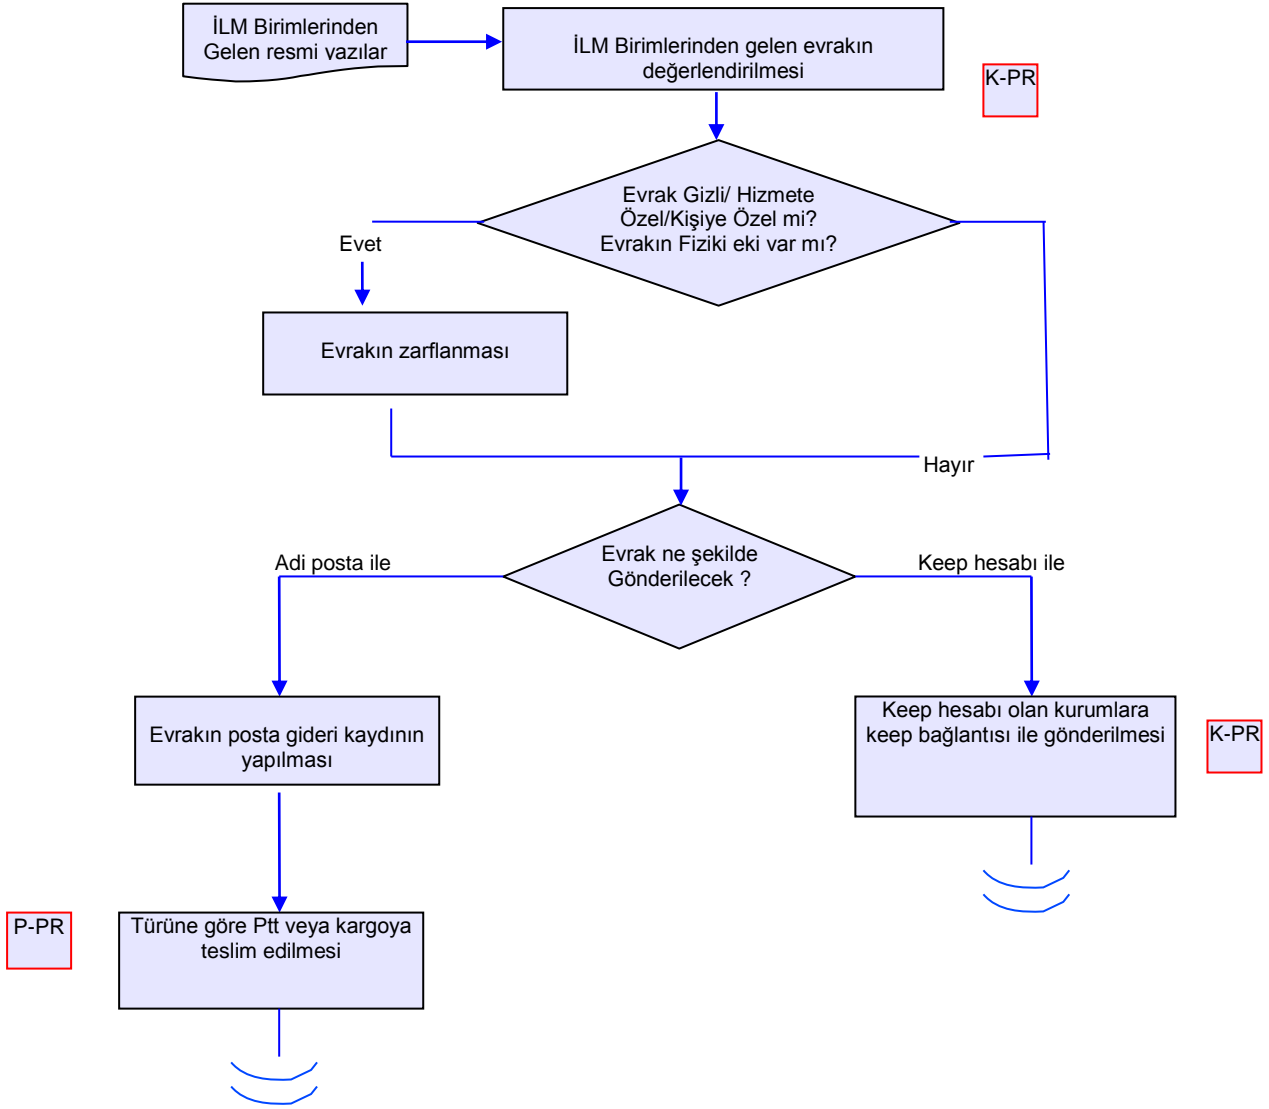 İLM Birimlerinden
Gelen resmi yazılar
İLM Birimlerinden gelen evrakın
değerlendirilmesi
K-PR
Evrak Gizli/ Hizmete
Özel/Kişiye Özel mi?
Evrakın Fiziki eki var mı?
Evet
Evrakın zarflanması
Hayır
Evrak ne şekilde
Gönderilecek ?
Adi posta ile
Keep hesabı ile
Evrakın posta gideri kaydının
yapılması
Keep hesabı olan kurumlara
keep bağlantısı ile gönderilmesi
K-PR
P-PR
Türüne göre Ptt veya kargoya
teslim edilmesi